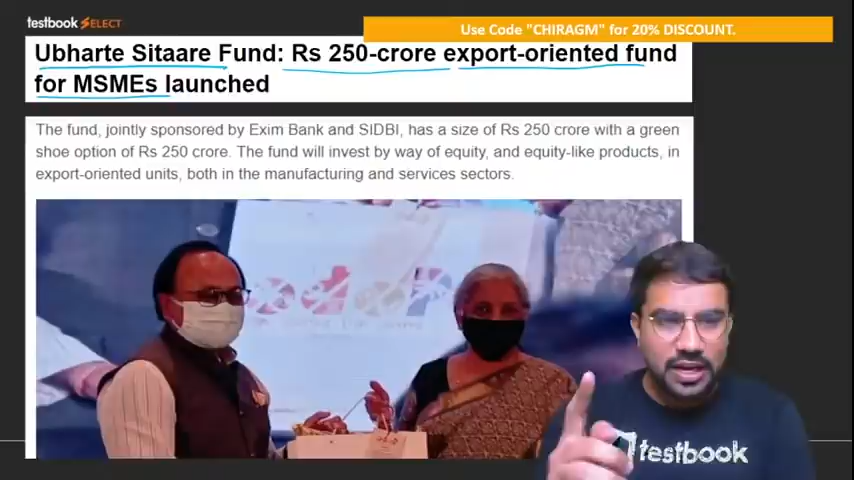 testbook SELECT
Use Code "CHIRAGM" for 20% DISCOUNT.
Ubharte Sitaare Fund: Rs 250-crore export-oriented fund
for MSMEs launched
The fund, jointly sponsored by Exim Bank and SIDBI, has a size of Rs 250 crore with a green
shoe option of Rs 250 crore. The fund will invest by way of equity, and equity-like products, in
export-oriented units, both in the manufacturing and services sectors.
testbook